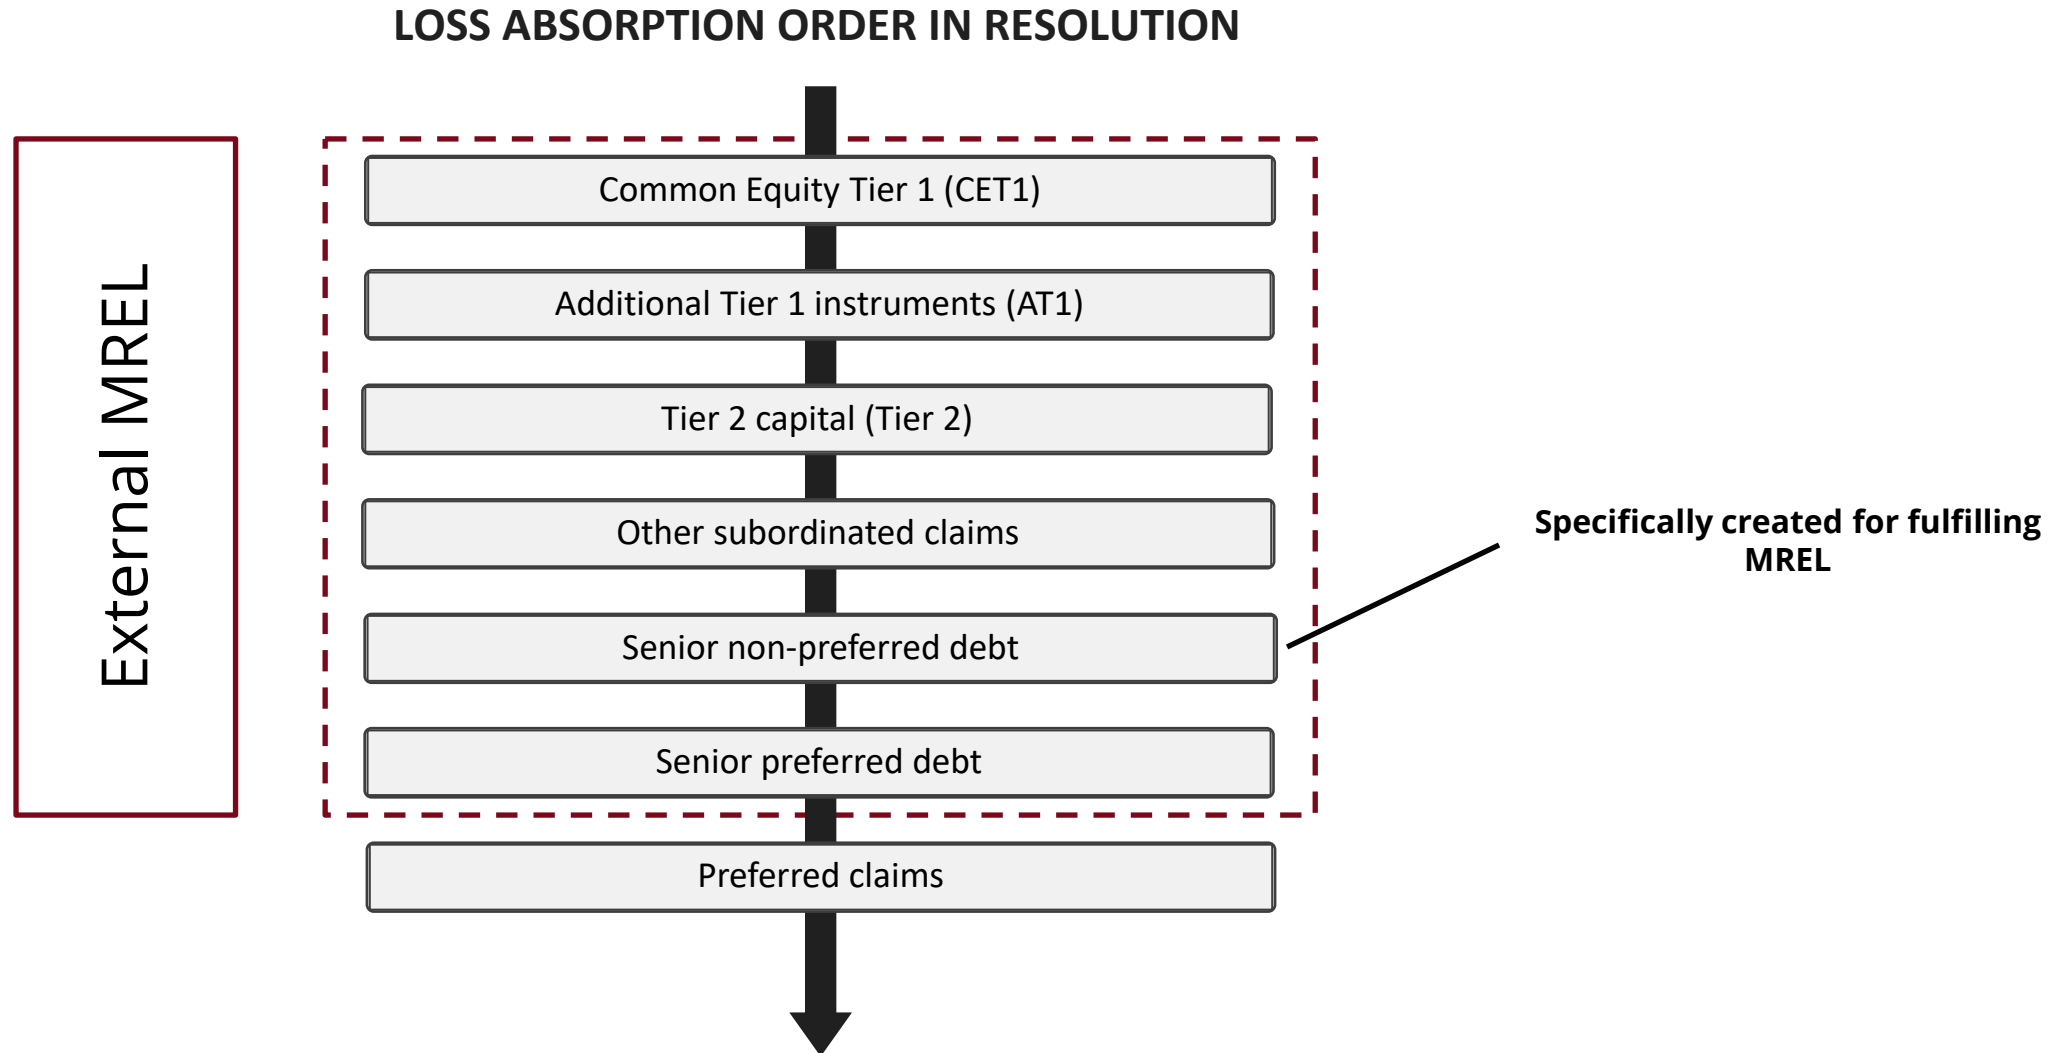 LOSS ABSORPTION ORDER IN RESOLUTION
External MREL
Common Equity Tier 1 (CET1)
Additional Tier 1 instruments (AT1)
Tier 2 capital (Tier 2)
Other subordinated claims
Specifically created for fulfilling
MREL
Senior non-preferred debt
Senior preferred debt
Preferred claims